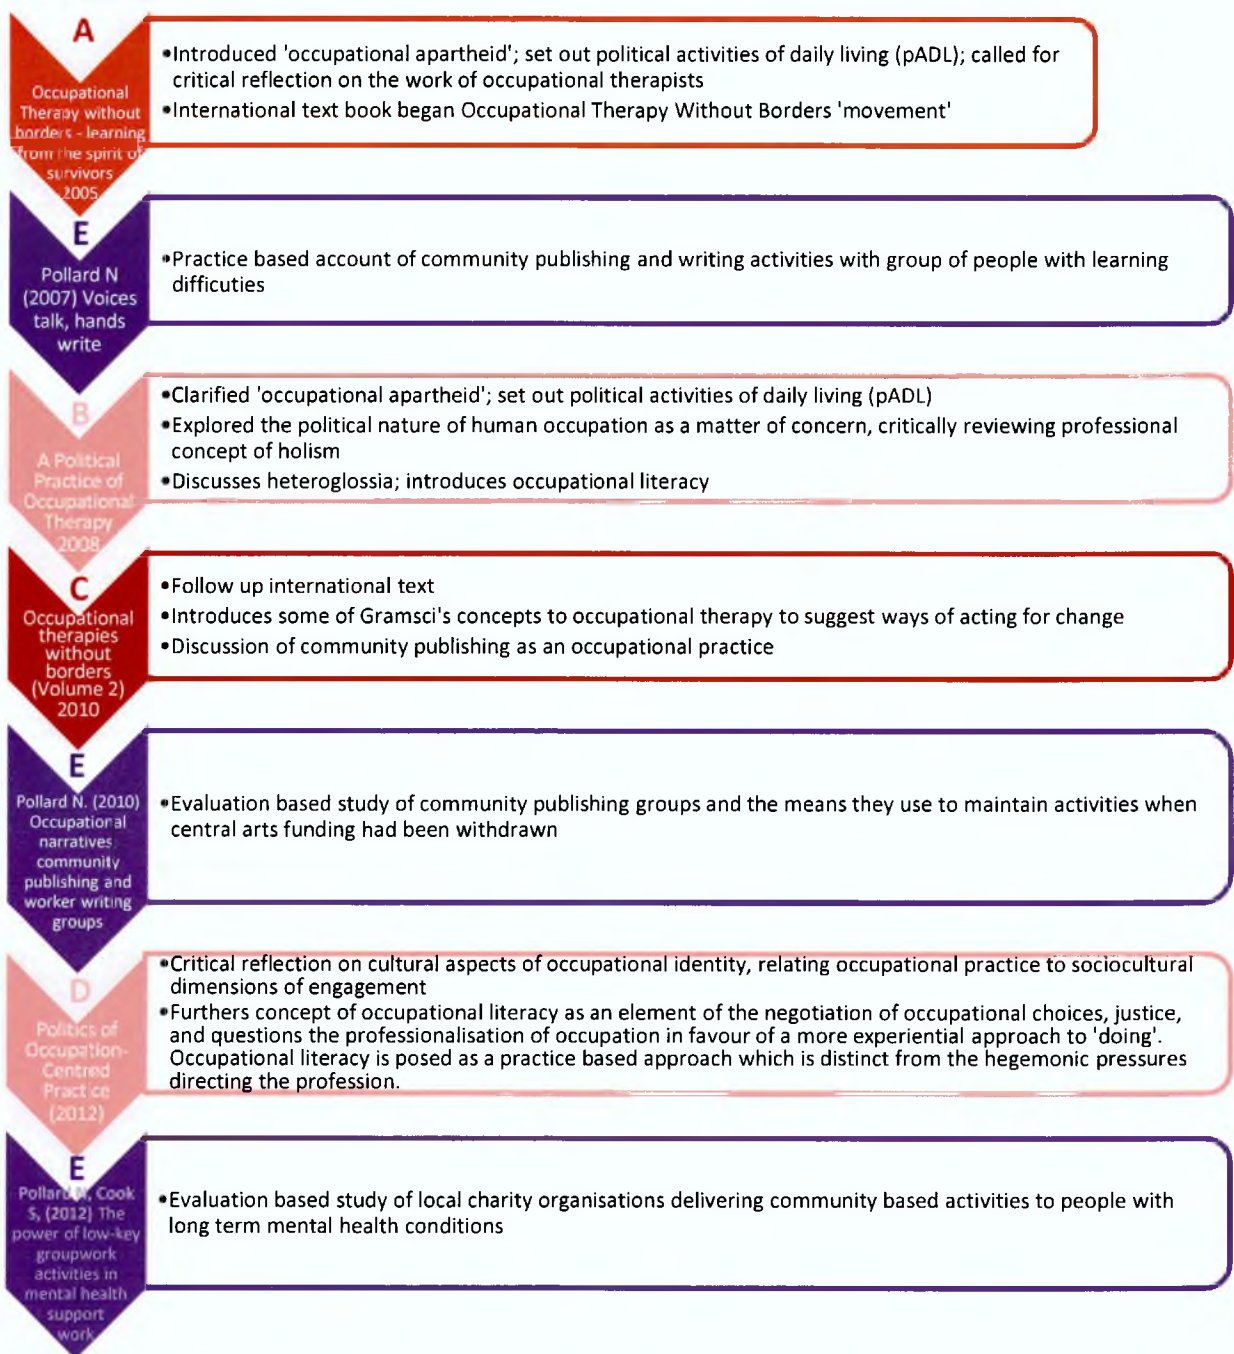 A
Occupational
Therapy without
borders - learning
from the spirit of
survivors
2005
•Introduced 'occupational apartheid'; set out political activities of daily living (pADL); called for
critical reflection on the work of occupational therapists
•International text book began Occupational Therapy Without Borders 'movement'
E
Pollard N
(2007) Voices
talk, hands
write
•Practice based account of community publishing and writing activities with group of people with learning
difficuties
B
A Political
Practice of
Occupational
Therapy
2008
•Clarified 'occupational apartheid'; set out political activities of daily living (pADL)
•Explored the political nature of human occupation as a matter of concern, critically reviewing professional
concept of holism
•Discusses heteroglossia; introduces occupational literacy
C
Occupational
therapies
without
borders
(Volume 2)
2010
•Follow up international text
•Introduces some of Gramsci's concepts to occupational therapy to suggest ways of acting for change
•Discussion of community publishing as an occupational practice
E
Pollard N. (2010)
Occupational
narratives,
community
publishing and
worker writing
groups
•Evaluation based study of community publishing groups and the means they use to maintain activities when
central arts funding had been withdrawn
D
Politics of
Occupation-
Centred
Practice
(2012)
•Critical reflection on cultural aspects of occupational identity, relating occupational practice to sociocultural
dimensions of engagement
•Furthers concept of occupational literacy as an element of the negotiation of occupational choices, justice,
and questions the professionalisation of occupation in favour of a more experiential approach to 'doing'.
Occupational literacy is posed as a practice based approach which is distinct from the hegemonic pressures
directing the profession.
E
Pollard N, Cook
S, (2012) The
power of low-key
groupwork
activities in
mental health
support
work
•Evaluation based study of local charity organisations delivering community based activities to people with
long term mental health conditions